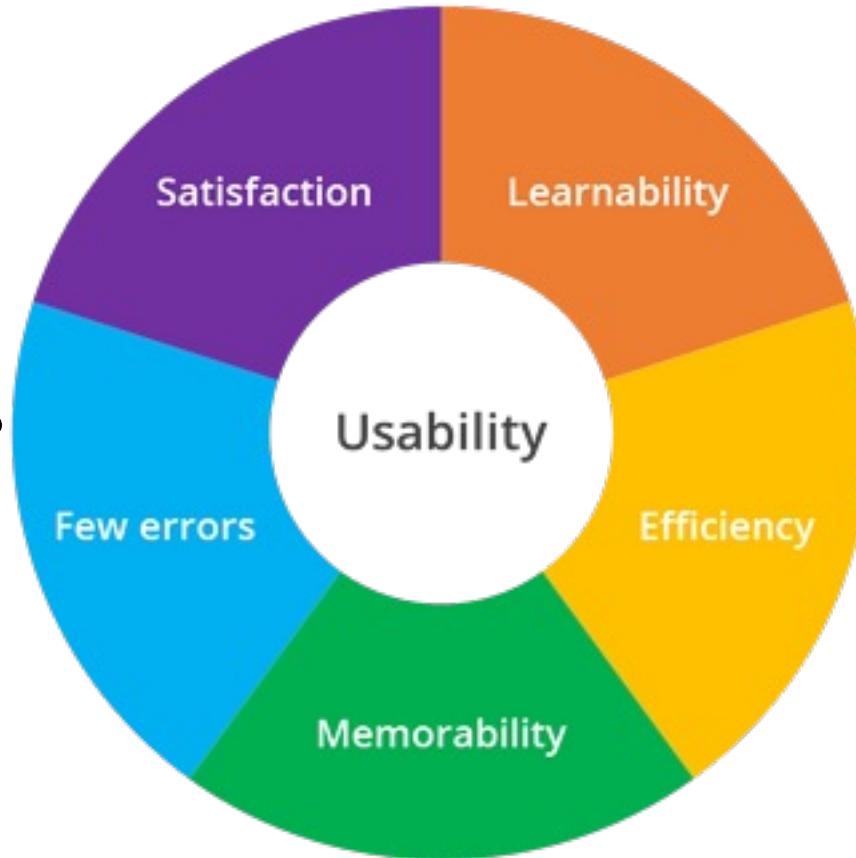 Satisfaction
Learnability
Usability
Few errors
Efficiency
Memorability